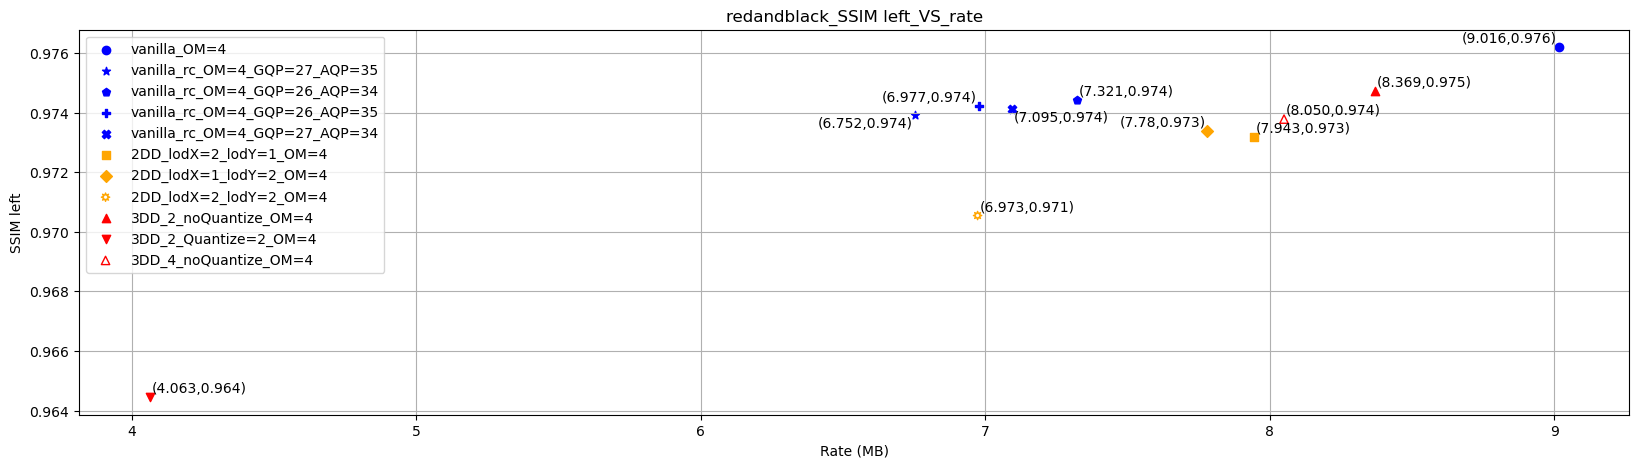 redandblack_SSIM left_VS_rate
SSIM left
0.976
0.974
0.972
0.970
0.968
0.966
0.964
vanilla_OM=4
vanilla_rc_OM=4_GQP=27_AQP=35
vanilla_rc_OM=4_GQP=26_AQP=34
vanilla_rc_OM=4_GQP=26_AQP=35
vanilla_rc_OM=4_GQP=27_AQP=34
2DD_lodX=2_lodY=1_OM=4
2DD_lodX=1_lodY=2_OM=4
2DD_lodX=2_lodY=2_OM=4
3DD_2_noQuantize_OM=4
3DD_2_Quantize=2_OM=4
3DD_4_noQuantize_OM=4
(9.016,0.976)
(8.369,0.975)
(7.321,0.974)
(6.977,0.974)
(8.050,0.974)
(7.095,0.974)
(6.752,0.974)
(7.78,0.973)
(7.943,0.973)
(6.973,0.971)
(4.063,0.964)
4
5
6
7
8
9
Rate (MB)